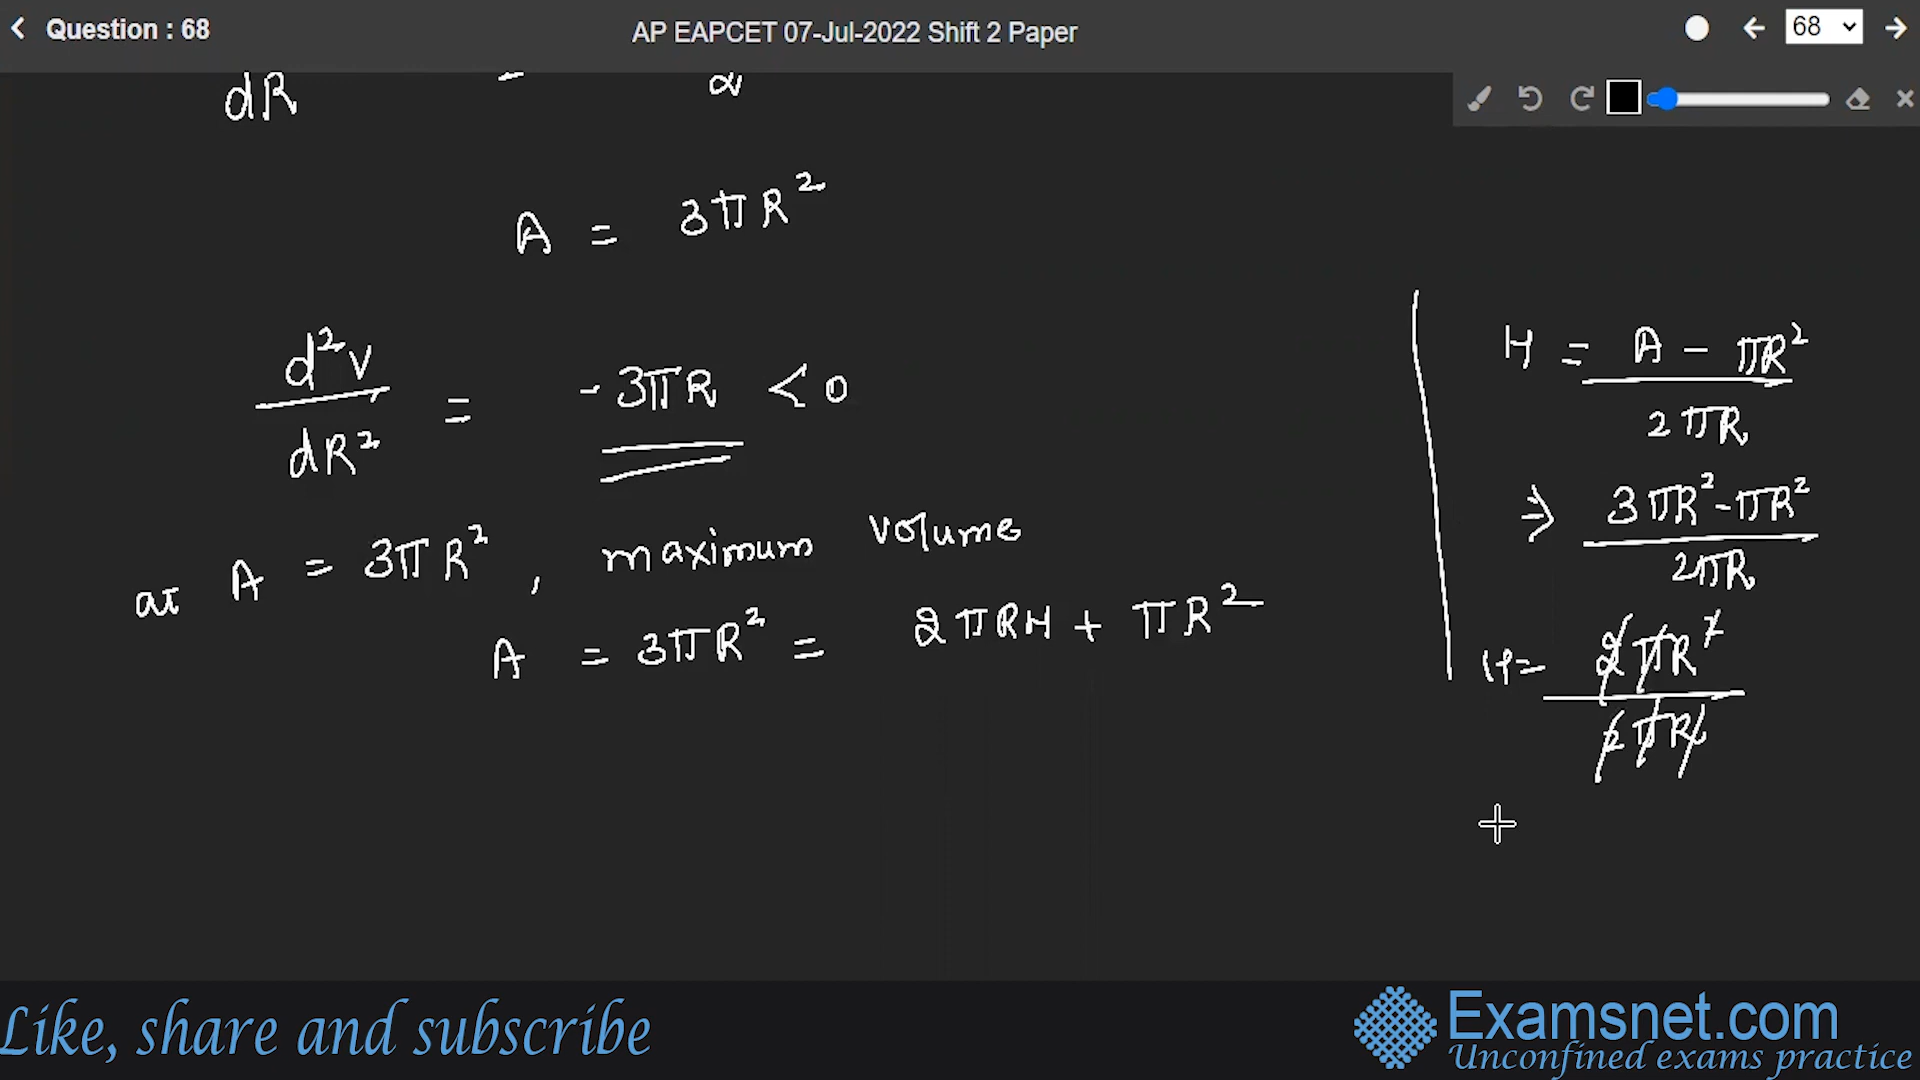 Question : 68
AP EAPCET 07-Jul-2022 Shift 2 Paper
68
dR = 2
A = 3πR²
d²v/dR² = -3πR < 0
at A = 3πR², maximum volume
A = 3πR² = 2πRH + πR²
H = A - πR² / 2πR
⇒ 3πR² - πR² / 2πR
H = 2πR² / 2πR
Like, share and subscribe
Examsnet.com
Unconfined exams practice